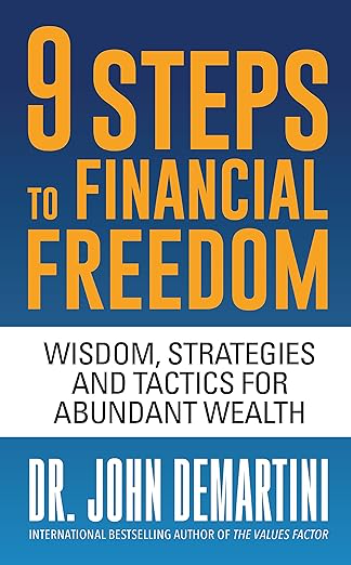 9 STEPS
TO FINANCIAL
FREEDOM
WISDOM, STRATEGIES
AND TACTICS FOR
ABUNDANT WEALTH
DR. JOHN DEMARTINI
INTERNATIONAL BESTSELLING AUTHOR OF THE VALUES FACTOR